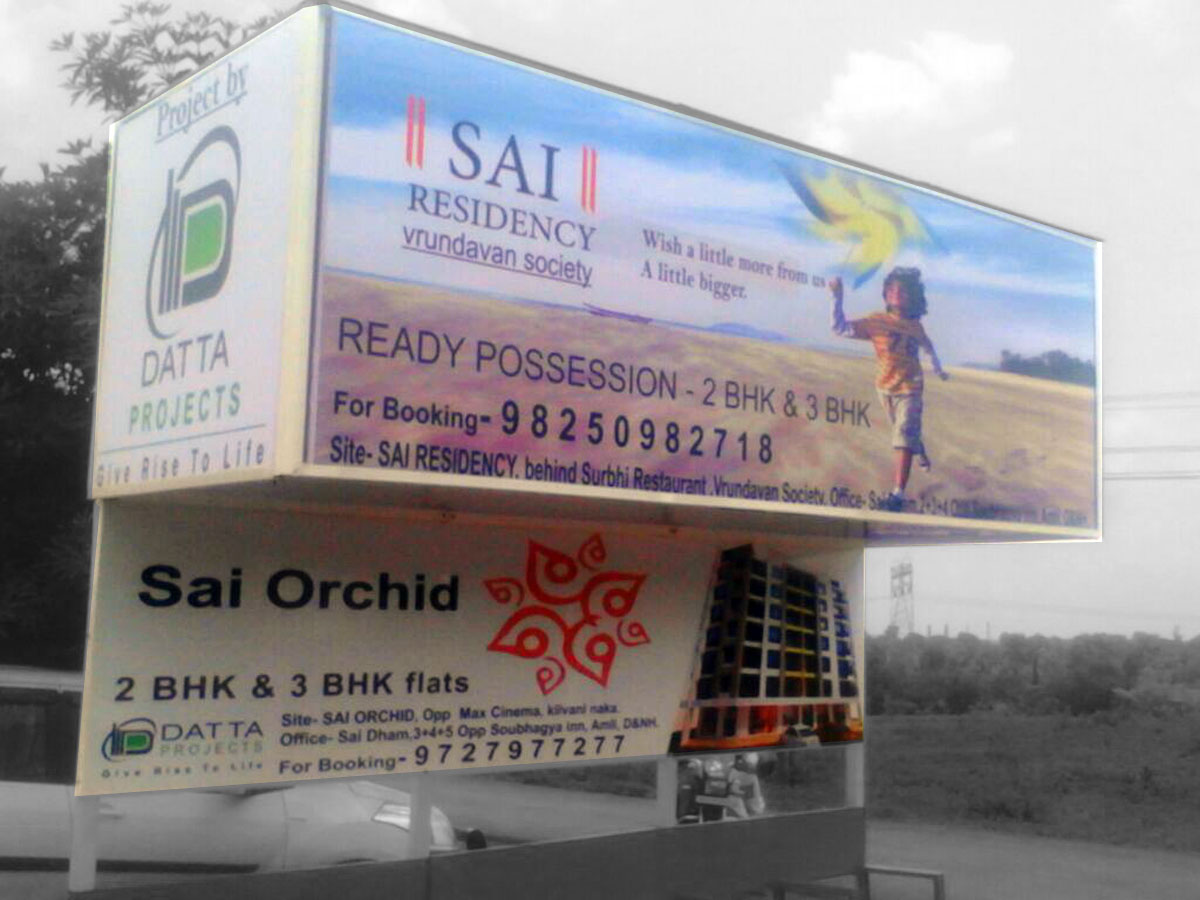 Project by
DATTA
PROJECTS
Give Rise To Life
SAI
RESIDENCY
vrundavan society
Wish a little more from us
A little bigger.
READY POSSESSION - 2 BHK & 3 BHK
For Booking- 98250982718
Site- SAI RESIDENCY, behind Surbhi Restaurant, Vrundavan Society. Office-
Sai Orchid
2 BHK & 3 BHK flats
DATTA
PROJECTS
Give Rise To Life
Site- SAI ORCHID, Opp Max Cinema, kilvani naka.
Office- Sai Dham,3+4+5 Opp Soubhagya inn, Amli, D&NH.
For Booking- 9727977277